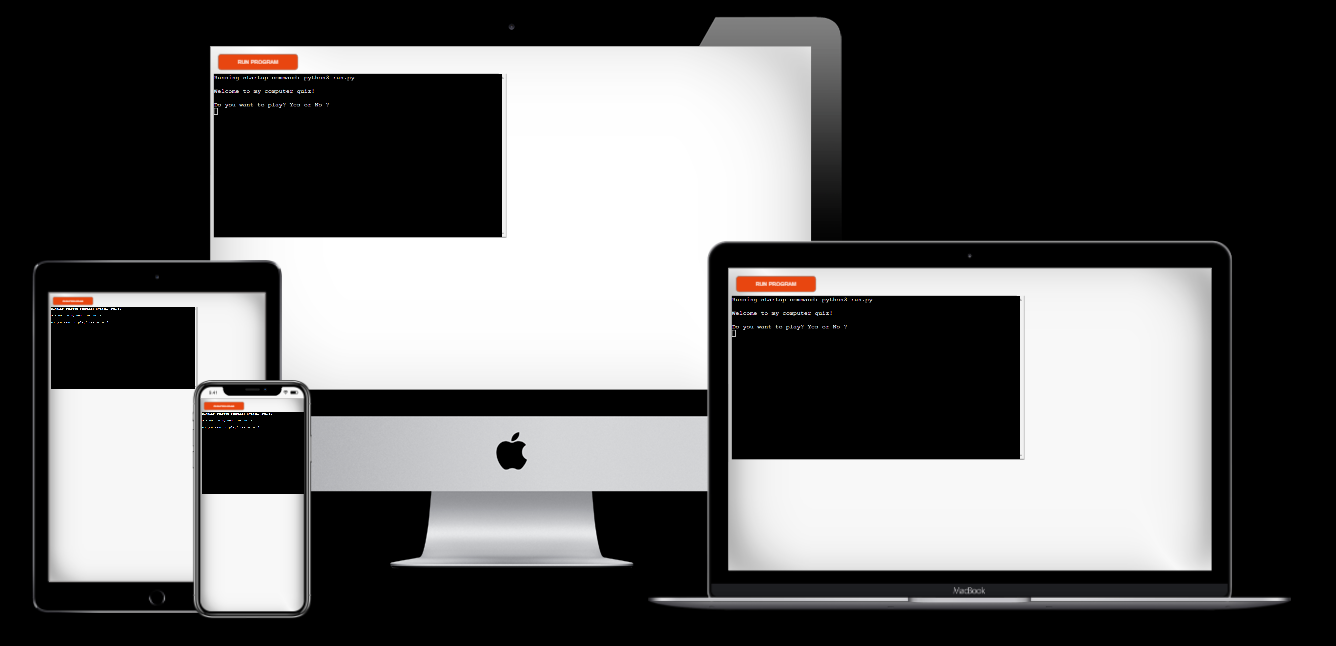 RUN PROGRAM
Running startup command: python3 run.py
Welcome to my computer quiz!
Do you want to play? Yes or No ?
RUN PROGRAM
Running startup command: python3 run.py
Welcome to my computer quiz!
Do you want to play? Yes or No ?
9:41
MacBook